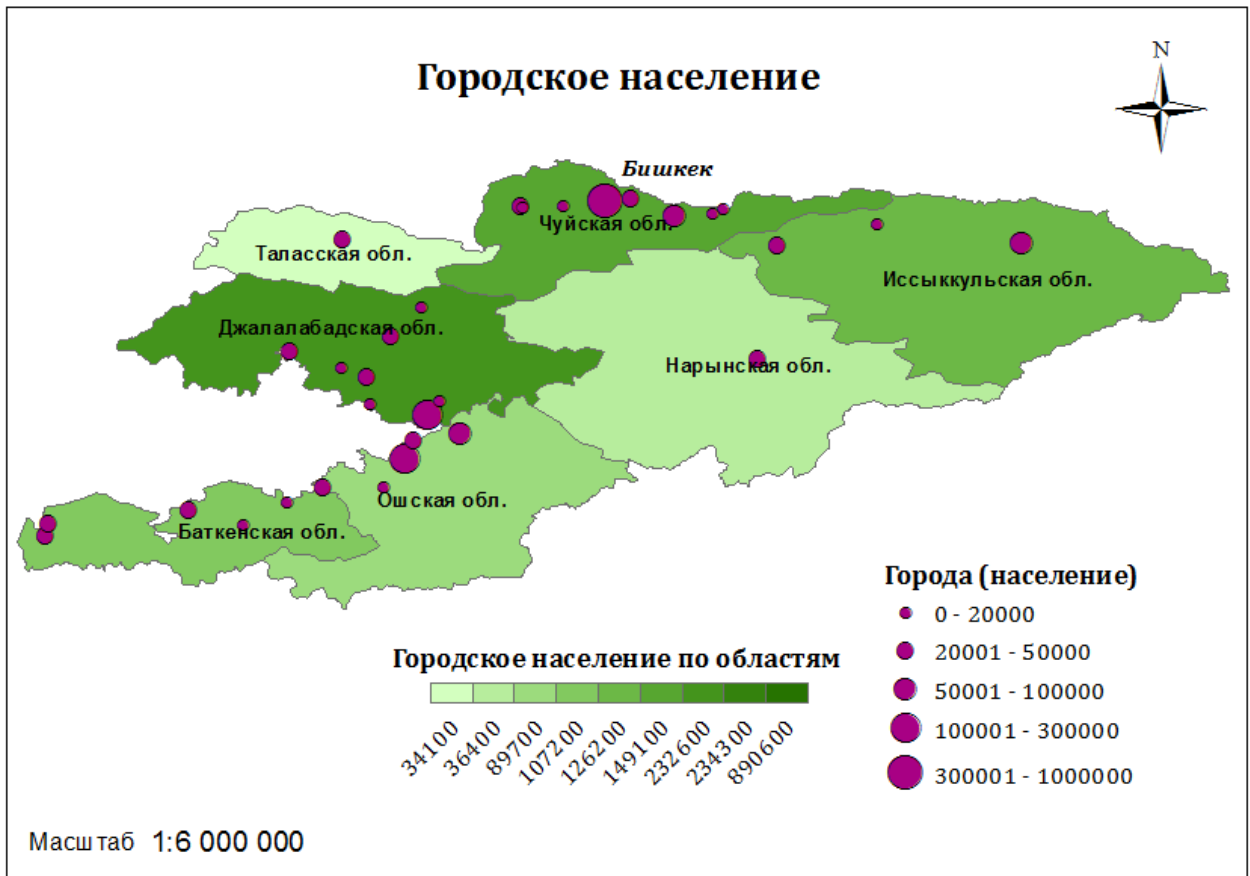 Городское население
N
Бишкек
Чуйская обл.
Таласская обл.
Иссыккульская обл.
Джалалабадская обл.
Нарынская обл.
Ошская обл.
Баткенская обл.
Города (население)
0 - 20000
20001 - 50000
50001 - 100000
100001 - 300000
300001 - 1000000
Городское население по областям
34100
36400
89700
107200
126200
149100
232600
234300
890600
Масштаб 1:6 000 000